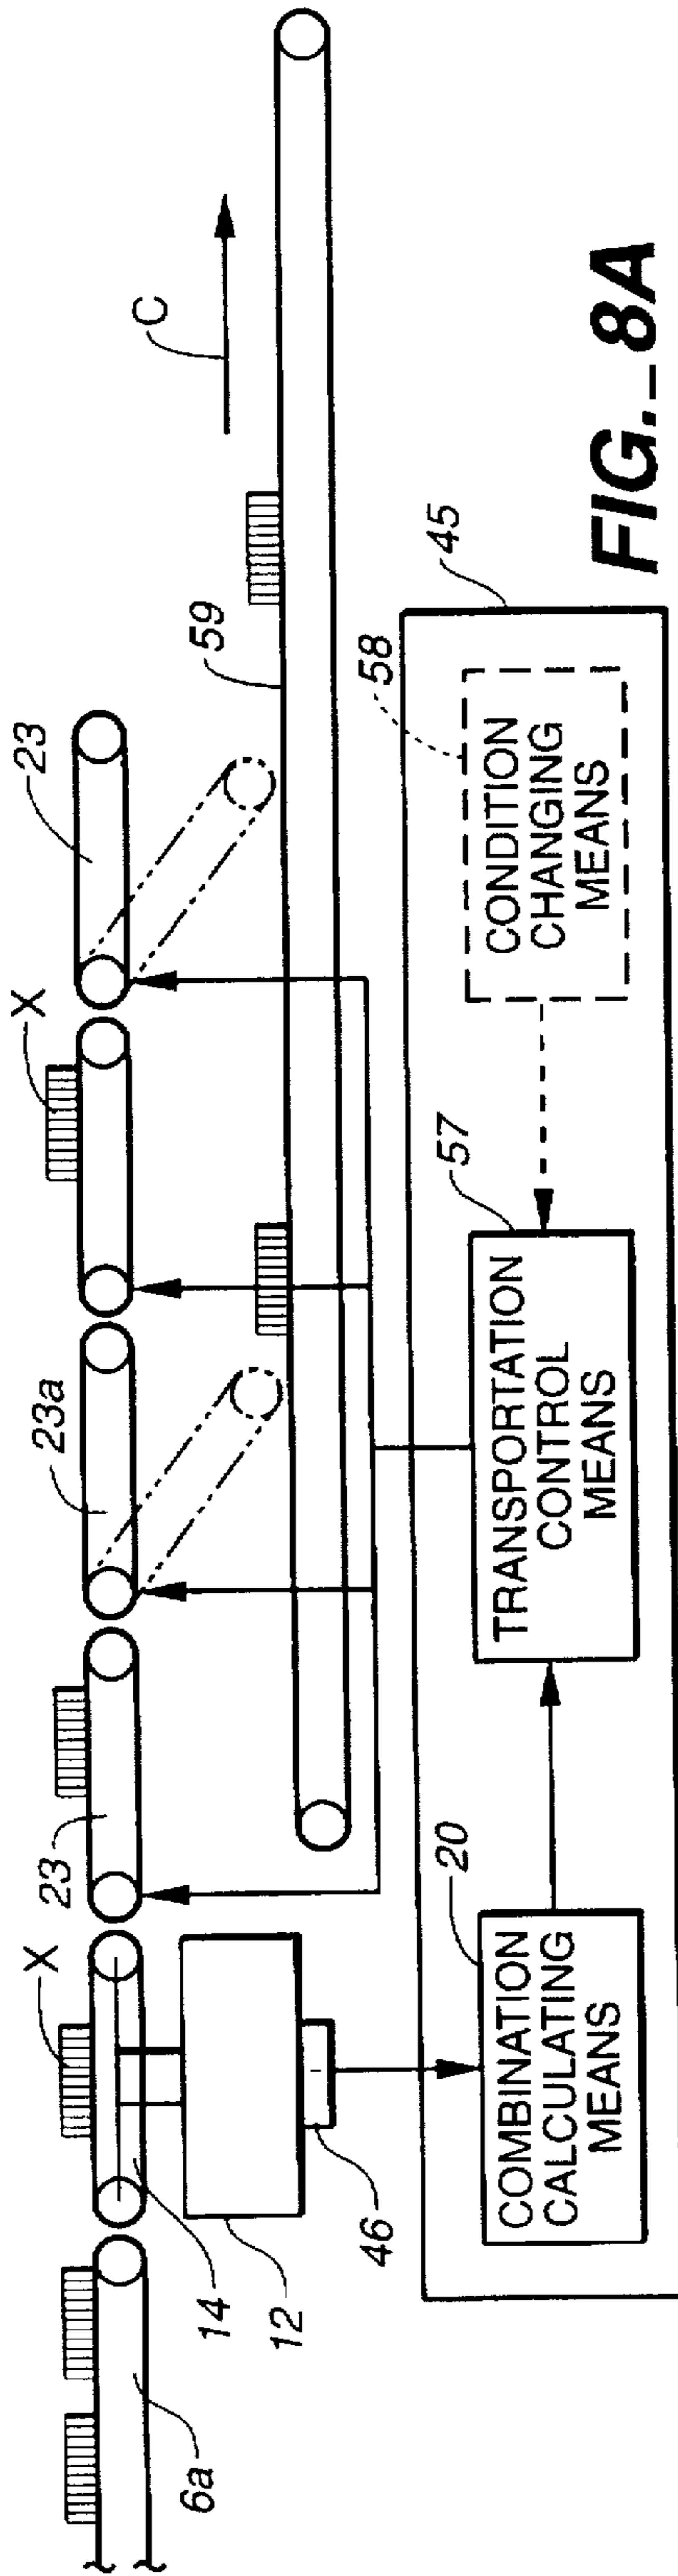 6a
14
12
X
46
23
23a
X
23
59
C
20
COMBINATION
CALCULATING
MEANS
57
TRANSPORTATION
CONTROL
MEANS
58
CONDITION
CHANGING
MEANS
45
FIG._8A